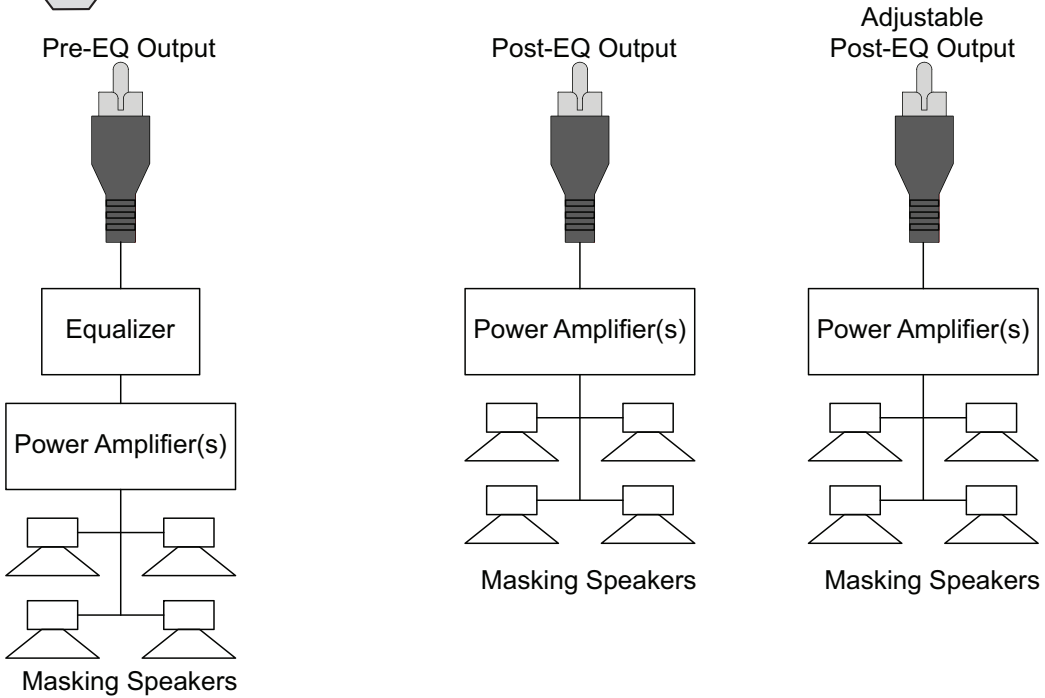 Pre-EQ Output
Equalizer
Power Amplifier(s)
Masking Speakers
Post-EQ Output
Power Amplifier(s)
Masking Speakers
Adjustable
Post-EQ Output
Power Amplifier(s)
Masking Speakers